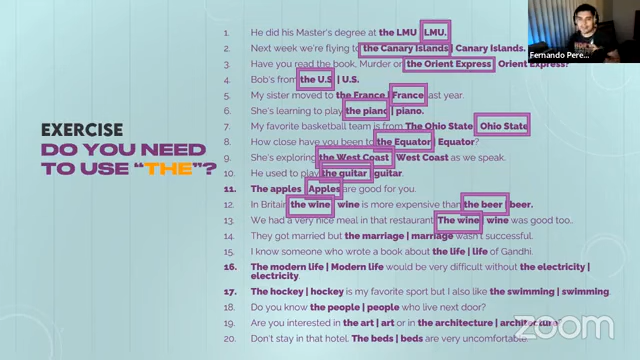 EXERCISE
DO YOU NEED
TO USE "THE"?
1. He did his Master's degree at the LMU | LMU.
2. Next week we're flying to the Canary Islands | Canary Islands.
3. Have you read the book, Murder on the Orient Express | Orient Express?
4. Bob's from the U.S | U.S.
5. My sister moved to the France | France last year.
6. She's learning to play the piano | piano.
7. My favorite basketball team is from The Ohio State | Ohio State
8. How close have you been to the Equator | Equator?
9. She's exploring the West Coast | West Coast as we speak.
10. He used to play the guitar | guitar.
11. The apples | Apples are good for you.
12. In Britain the wine | wine is more expensive than the beer | beer.
13. We had a very nice meal in that restaurant. The wine | wine was good too..
14. They got married but the marriage | marriage wasn't successful.
15. I know someone who wrote a book about the life | life of Gandhi.
16. The modern life | Modern life would be very difficult without the electricity |
electricity.
17. The hockey | hockey is my favorite sport but I also like the swimming | swimming.
18. Do you know the people | people who live next door?
19. Are you interested in the art | art or in the architecture | architecture
20. Don't stay in that hotel. The beds | beds are very uncomfortable.
Fernando Pere...
zoom